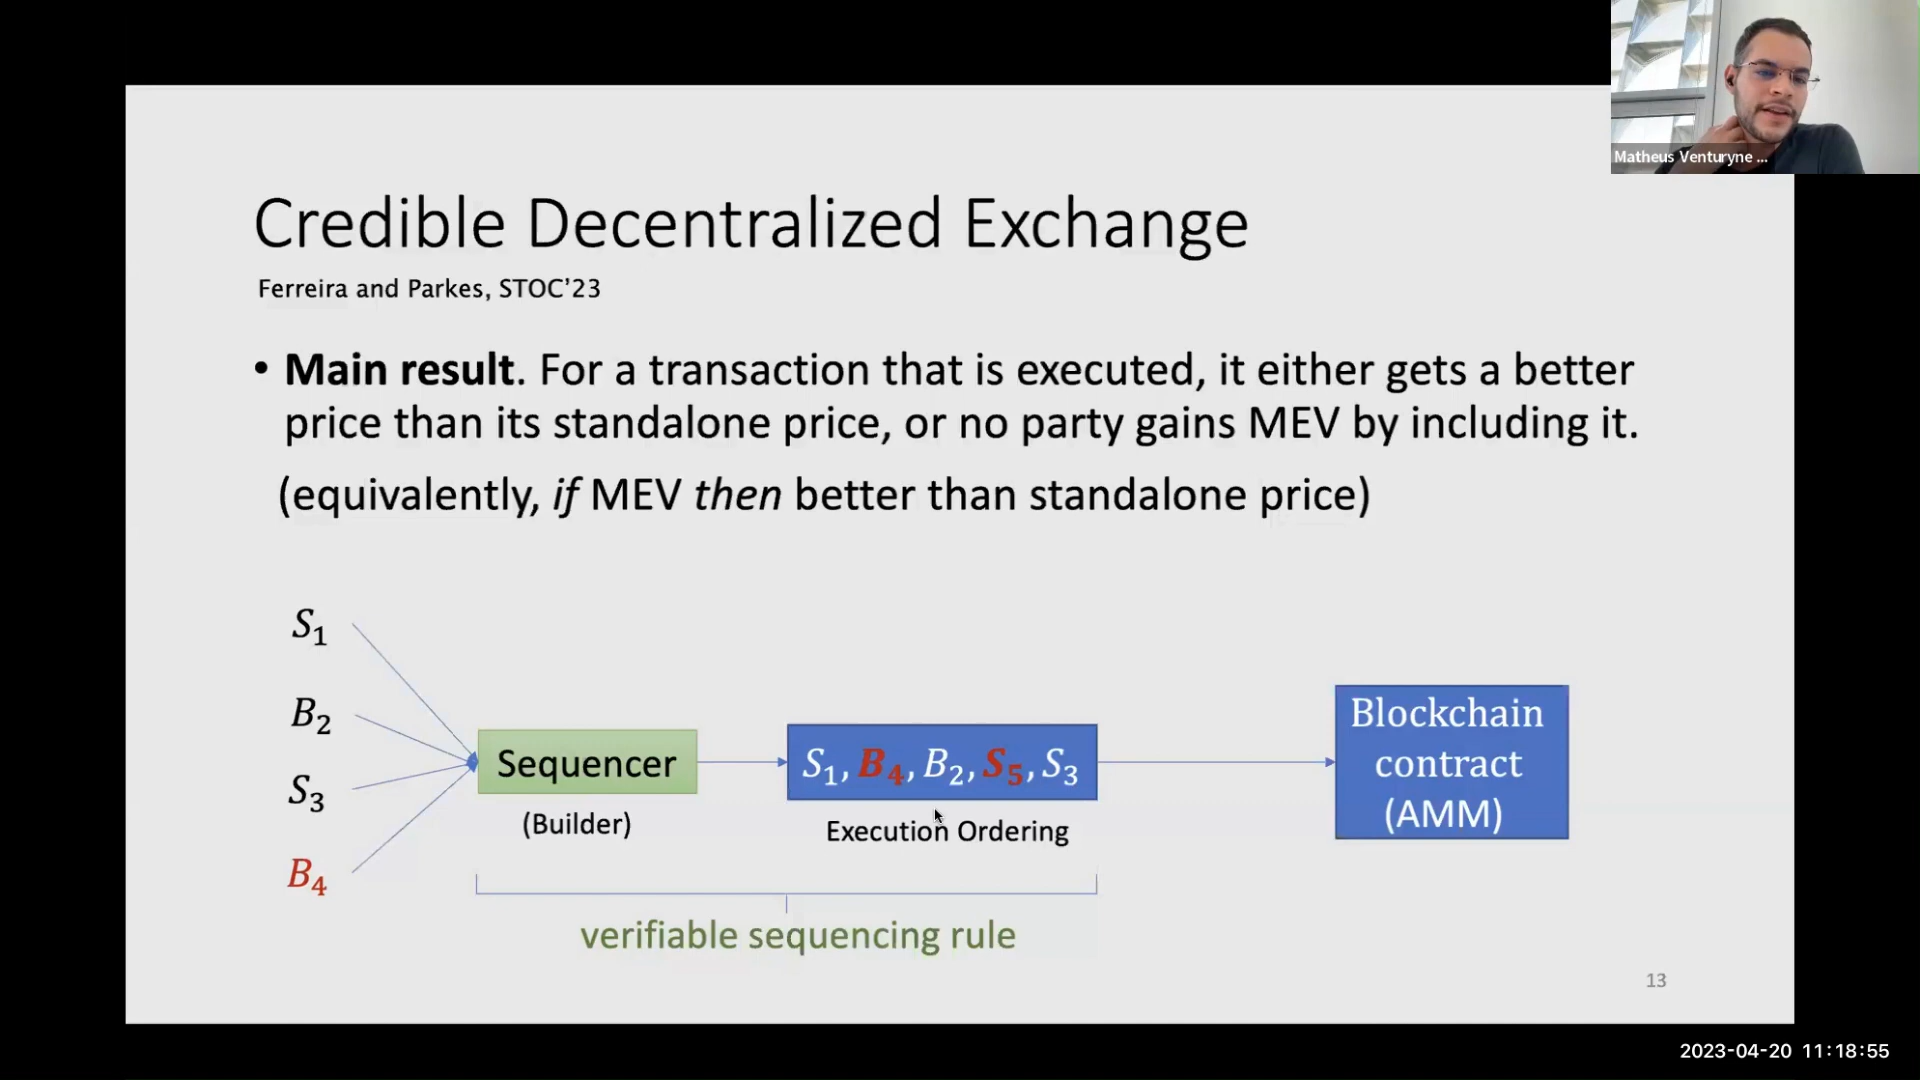 Matheus Venturyne ...
Credible Decentralized Exchange
Ferreira and Parkes, STOC'23
• Main result. For a transaction that is executed, it either gets a better
price than its standalone price, or no party gains MEV by including it.
(equivalently, if MEV then better than standalone price)
S₁
B₂
S₃
B₄
Sequencer
(Builder)
S₁, B₄, B₂, S₅, S₃
Execution Ordering
Blockchain
contract
(AMM)
verifiable sequencing rule
13
2023-04-20 11:18:55